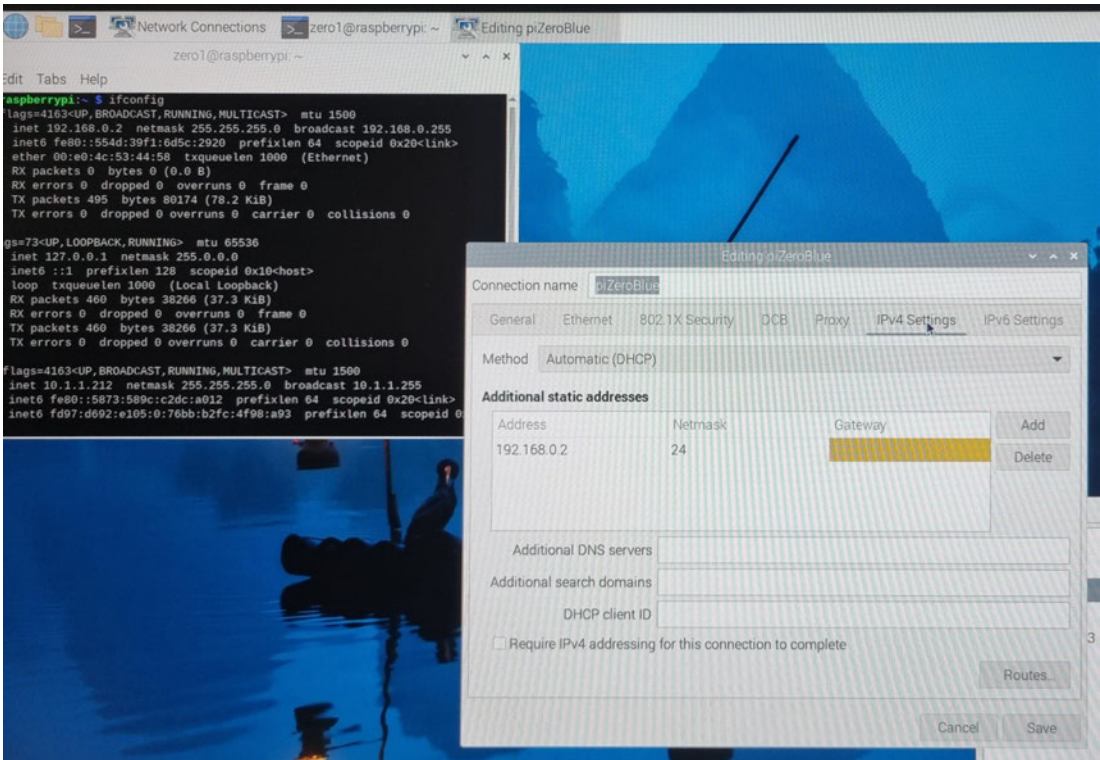 Network Connections
zero1@raspberrypi: ~
Editing piZeroBlue
zero1@raspberrypi: ~
Edit Tabs Help
raspberrypi:~ $ ifconfig
lags=4163<UP,BROADCAST,RUNNING,MULTICAST> mtu 1500
inet 192.168.0.2 netmask 255.255.255.0 broadcast 192.168.0.255
inet6 fe80::554d:39f1:6d5c:2920 prefixlen 64 scopeid 0x20<link>
ether 00:e0:4c:53:44:58 txqueuelen 1000 (Ethernet)
RX packets 0 bytes 0 (0.0 B)
RX errors 0 dropped 0 overruns 0 frame 0
TX packets 495 bytes 80174 (78.2 KiB)
TX errors 0 dropped 0 overruns 0 carrier 0 collisions 0
gs=73<UP,LOOPBACK,RUNNING> mtu 65536
inet 127.0.0.1 netmask 255.0.0.0
inet6 ::1 prefixlen 128 scopeid 0x10<host>
loop txqueuelen 1000 (Local Loopback)
RX packets 460 bytes 38266 (37.3 KiB)
RX errors 0 dropped 0 overruns 0 frame 0
TX packets 460 bytes 38266 (37.3 KiB)
TX errors 0 dropped 0 overruns 0 carrier 0 collisions 0
flags=4163<UP,BROADCAST,RUNNING,MULTICAST> mtu 1500
inet 10.1.1.212 netmask 255.255.255.0 broadcast 10.1.1.255
inet6 fe80::5873:589c:c2dc:a012 prefixlen 64 scopeid 0x20<link>
inet6 fd97:d692:e105:0:76bb:b2fc:4f98:a93 prefixlen 64 scopeid 0
Editing piZeroBlue
Connection name piZeroBlue
General Ethernet 802.1X Security DCB Proxy IPv4 Settings IPv6 Settings
Method Automatic (DHCP)
Additional static addresses
Address Netmask Gateway Add
192.168.0.2 24 Delete
Additional DNS servers
Additional search domains
DHCP client ID
Require IPv4 addressing for this connection to complete
3
Routes...
Cancel Save